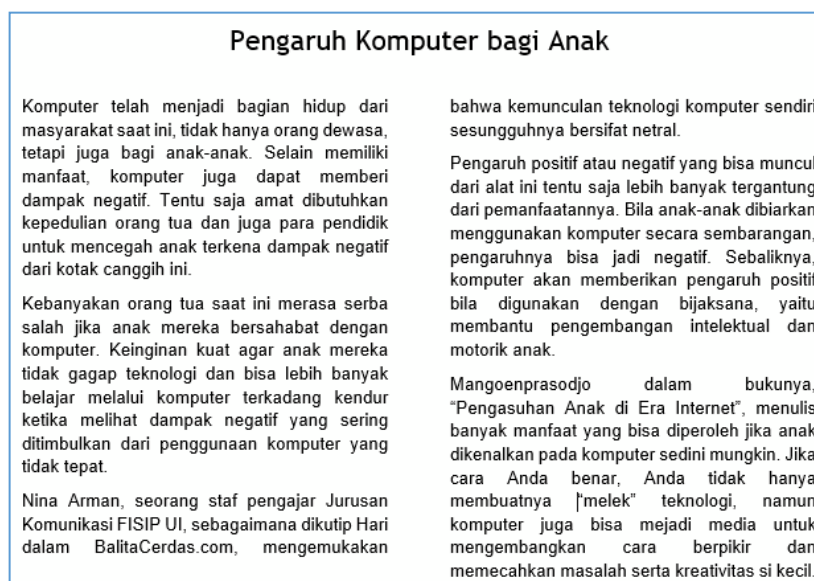 Pengaruh Komputer bagi Anak
Komputer telah menjadi bagian hidup dari
masyarakat saat ini, tidak hanya orang dewasa,
tetapi juga bagi anak-anak. Selain memiliki
manfaat, komputer juga dapat memberi
dampak negatif. Tentu saja amat dibutuhkan
kepedulian orang tua dan juga para pendidik
untuk mencegah anak terkena dampak negatif
dari kotak canggih ini.
Kebanyakan orang tua saat ini merasa serba
salah jika anak mereka bersahabat dengan
komputer. Keinginan kuat agar anak mereka
tidak gagap teknologi dan bisa lebih banyak
belajar melalui komputer terkadang kendur
ketika melihat dampak negatif yang sering
ditimbulkan dari penggunaan komputer yang
tidak tepat.
Nina Arman, seorang staf pengajar Jurusan
Komunikasi FISIP UI, sebagaimana dikutip Hari
dalam BalitaCerdas.com, mengemukakan
bahwa kemunculan teknologi komputer sendiri
sesungguhnya bersifat netral.
Pengaruh positif atau negatif yang bisa muncul
dari alat ini tentu saja lebih banyak tergantung
dari pemanfaatannya. Bila anak-anak dibiarkan
menggunakan komputer secara sembarangan,
pengaruhnya bisa jadi negatif. Sebaliknya,
komputer akan memberikan pengaruh positif
bila digunakan dengan bijaksana, yaitu
membantu pengembangan intelektual dan
motorik anak.
Mangoenprasodjo dalam bukunya,
“Pengasuhan Anak di Era Internet”, menulis
banyak manfaat yang bisa diperoleh jika anak
dikenalkan pada komputer sedini mungkin. Jika
cara Anda benar, Anda tidak hanya
membuatnya “melek” teknologi, namun
komputer juga bisa mejadi media untuk
mengembangkan cara berpikir dan
memecahkan masalah serta kreativitas si kecil.